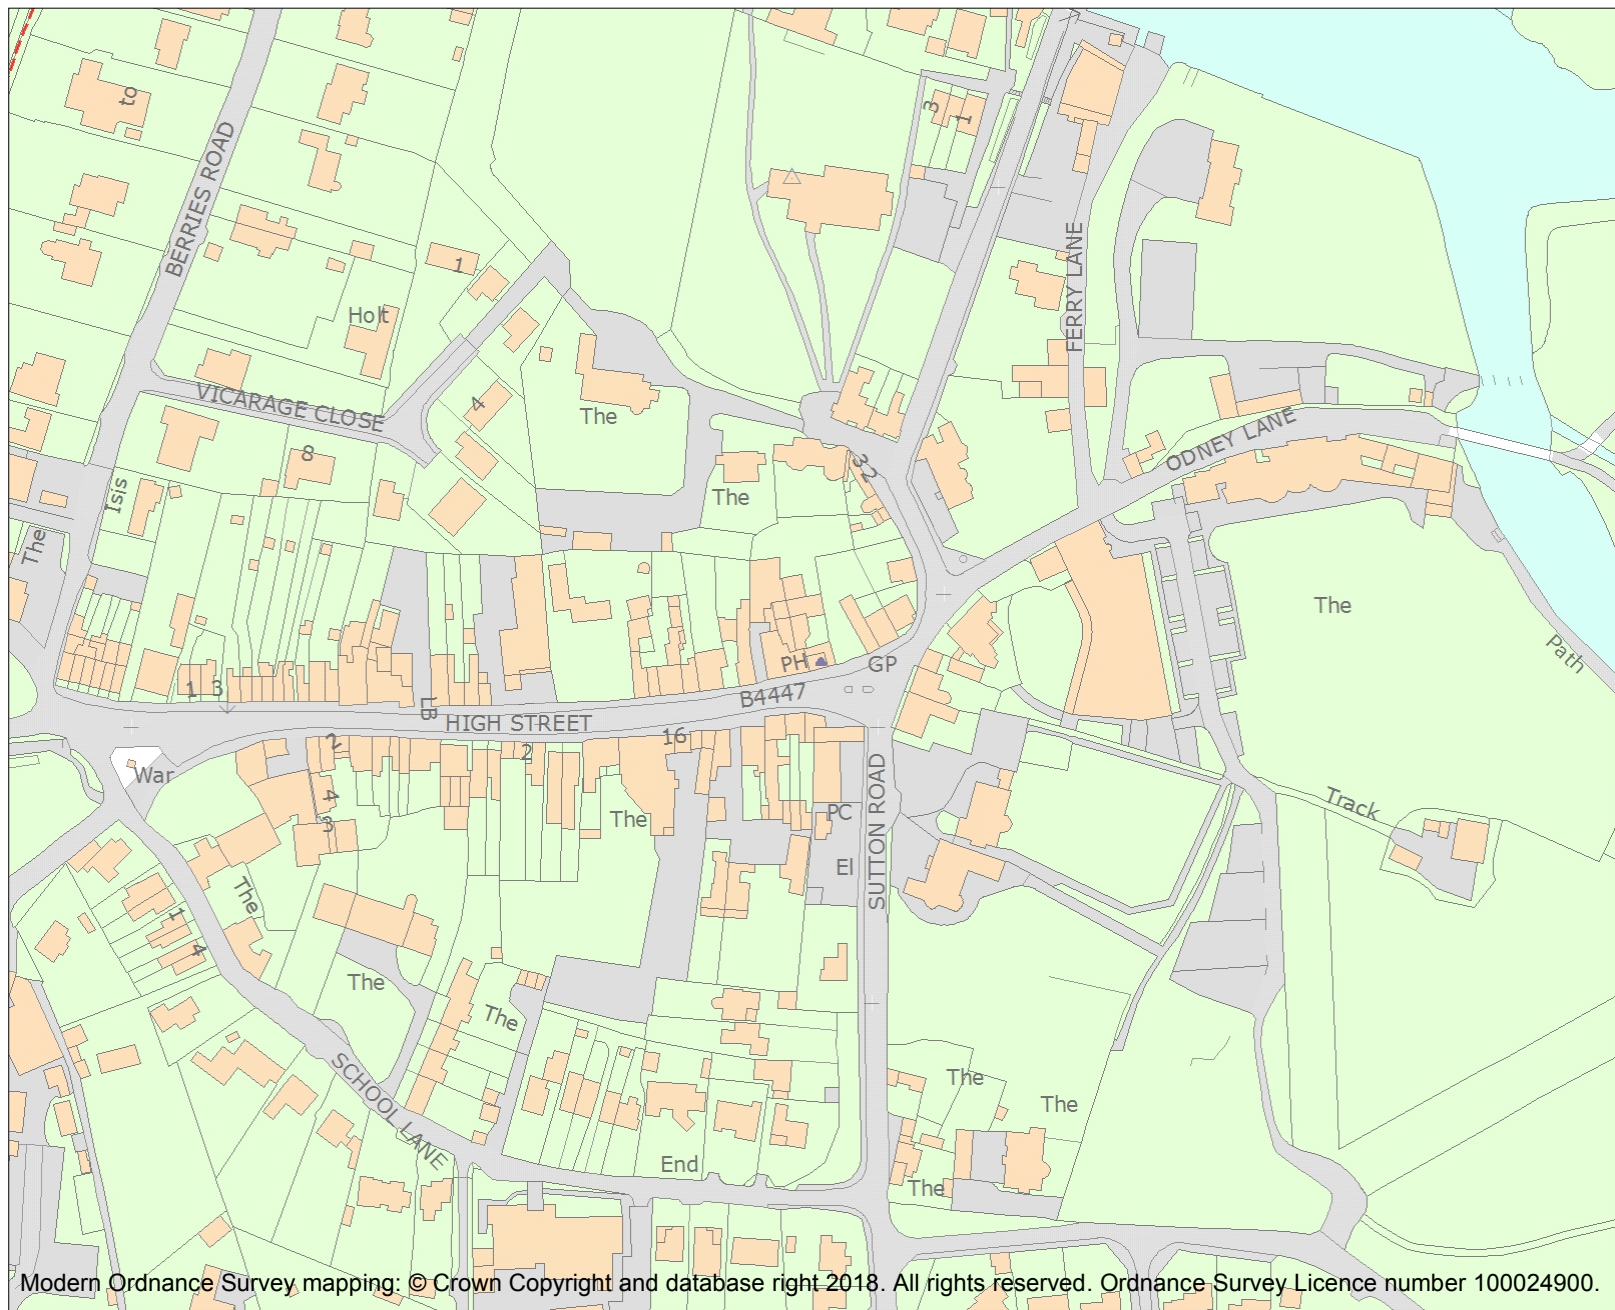 to
3
1
BERRIES ROAD
FERRY LANE
1
Holt
VICARAGE CLOSE
4
The
ODNEY LANE
8
32
Isis
The
The
The
Path
PH
GP
1 3
B4447
LB
HIGH STREET
16
2
2
War
4
3
The
PC
El
SUTTON ROAD
Track
The
1
4
The
The
SCHOOL LANE
The
The
End
The
Modern Ordnance Survey mapping: © Crown Copyright and database right 2018. All rights reserved. Ordnance Survey Licence number 100024900.